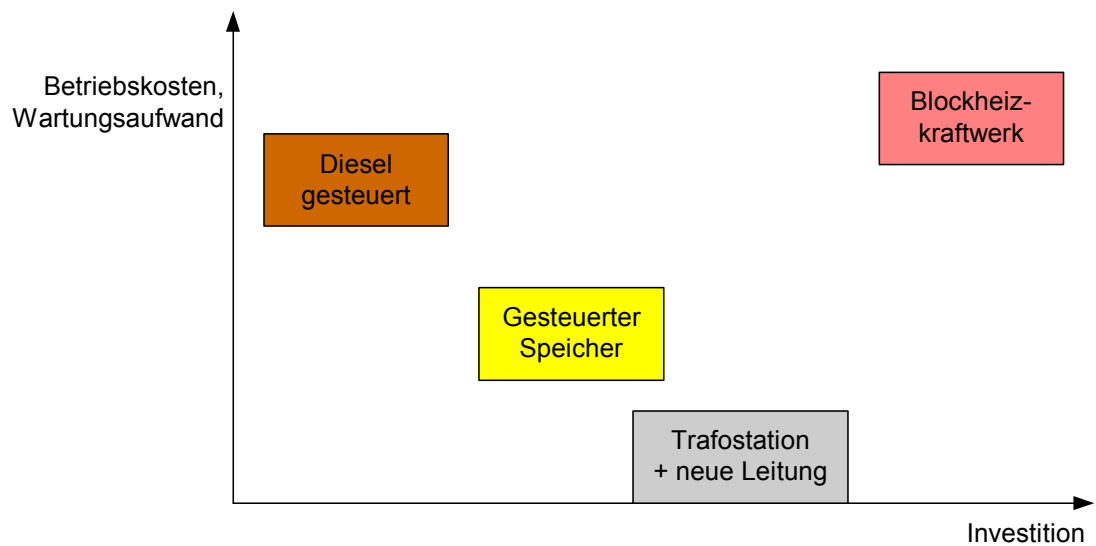 Betriebskosten,
Wartungsaufwand
Blockheiz-
kraftwerk
Diesel
gesteuert
Gesteuerter
Speicher
Trafostation
+ neue Leitung
Investition